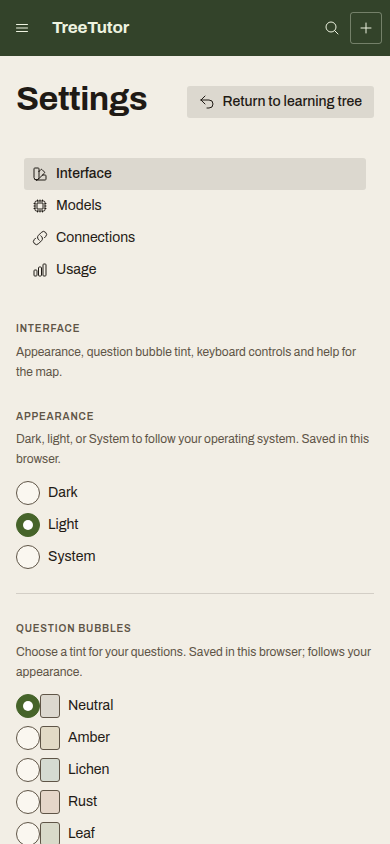 TreeTutor
Settings
Return to learning tree
Interface
Models
Connections
Usage
INTERFACE
Appearance, question bubble tint, keyboard controls and help for
the map.
APPEARANCE
Dark, light, or System to follow your operating system. Saved in this
browser.
Dark
Light
System
QUESTION BUBBLES
Choose a tint for your questions. Saved in this browser; follows your
appearance.
Neutral
Amber
Lichen
Rust
Leaf